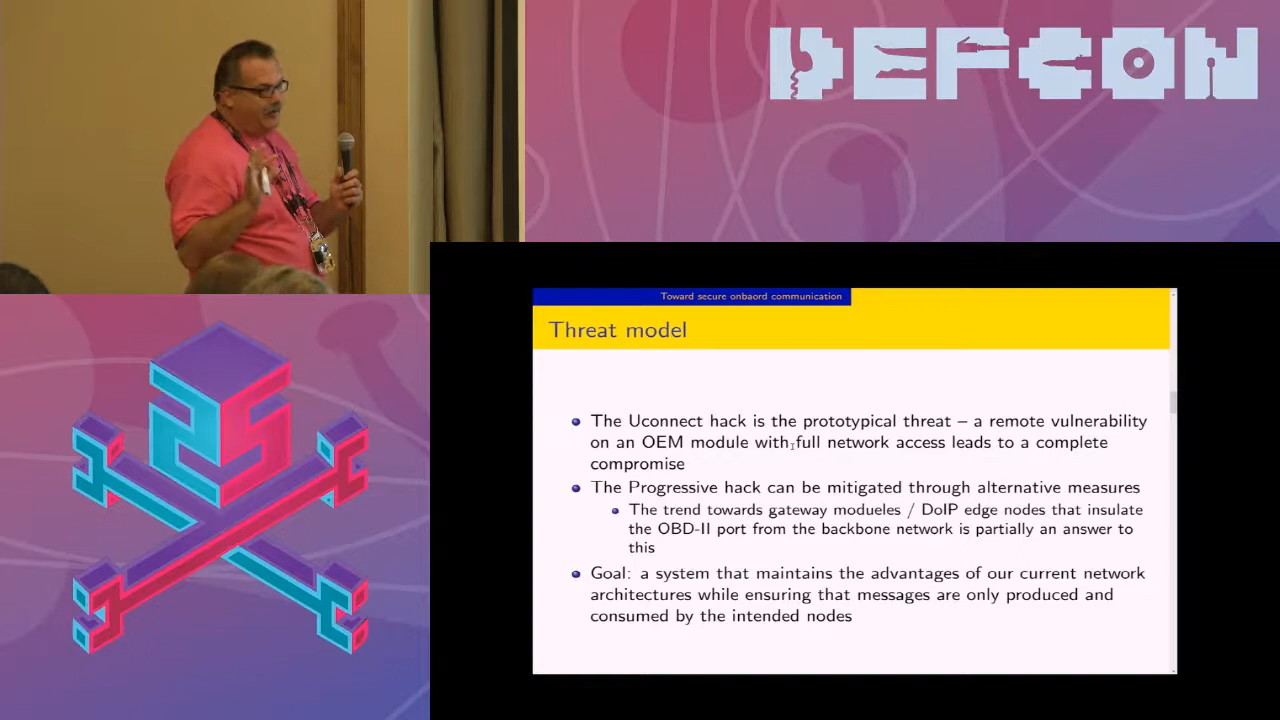 DEFCON
25
Toward secure onbaord communication
Threat model
The Uconnect hack is the prototypical threat – a remote vulnerability
on an OEM module with full network access leads to a complete
compromise
The Progressive hack can be mitigated through alternative measures
The trend towards gateway modueles / DoIP edge nodes that insulate
the OBD-II port from the backbone network is partially an answer to
this
Goal: a system that maintains the advantages of our current network
architectures while ensuring that messages are only produced and
consumed by the intended nodes